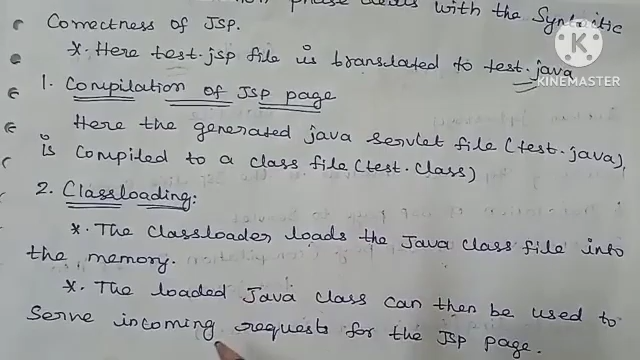 phase deals with the Syntactic
Correctness of JSP.
*. Here test.jsp file is translated to test.java
KINEMASTER
1. Compilation of JSP page
Here the generated java servlet file (test.java)
is compiled to a class file (test.class)
2. Classloading:
*. The classloader loads the Java class file into
the memory.
*. The loaded Java class can then be used to
Serve incoming requests for the JSP page.